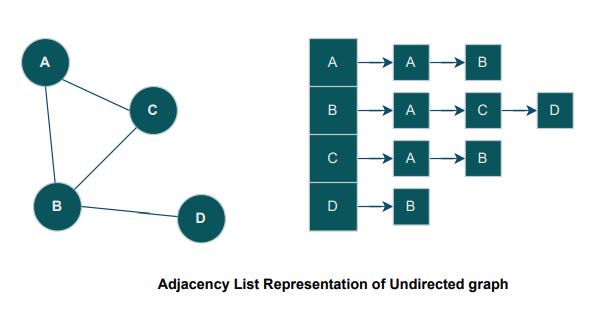 A
C
B
D
A A B
B A C D
C A B
D B
Adjacency List Representation of Undirected graph